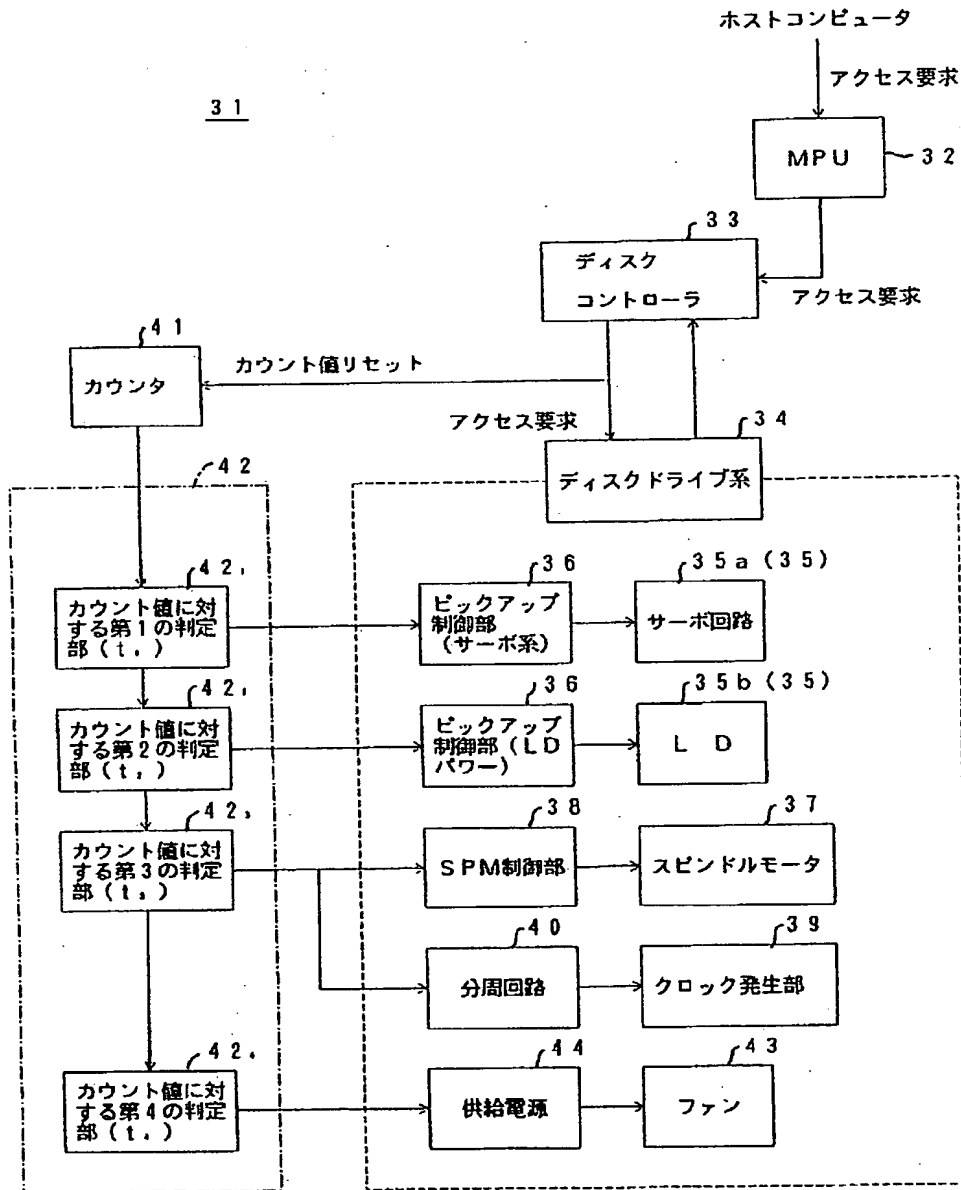 ホストコンピュータ
アクセス要求
31
MPU
32
33
ディスク
コントローラ
アクセス要求
41
カウンタ
カウント値リセット
アクセス要求
34
ディスクドライブ系
42
42₁
カウント値に対
する第1の判定
部(t₁)
36
ピックアップ
制御部
(サーボ系)
35a(35)
サーボ回路
カウント値に対
する第2の判定
部(t₂)
36
ピックアップ
制御部(LD
パワー)
35b(35)
LD
42₃
カウント値に対
する第3の判定
部(t₃)
38
SPM制御部
37
スピンドルモータ
40
分周回路
39
クロック発生部
42₄
カウント値に対
する第4の判定
部(t₄)
44
供給電源
43
ファン